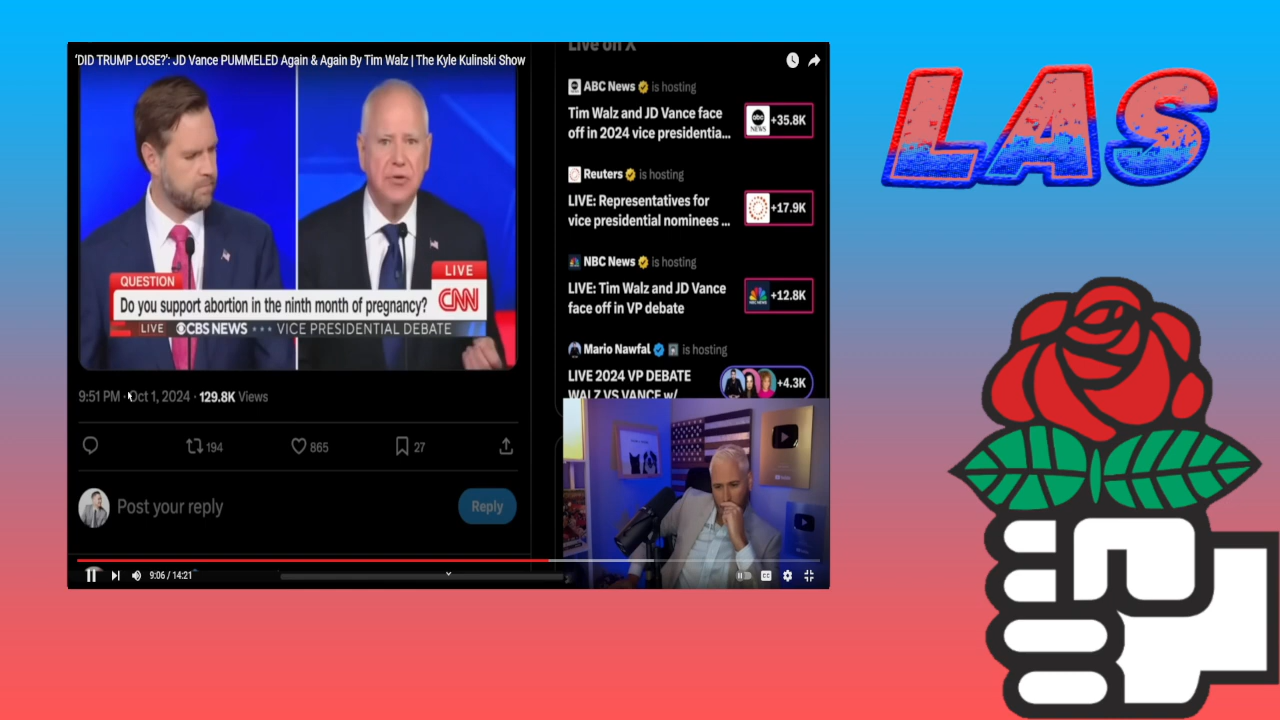 'DID TRUMP LOSE?': JD Vance PUMMELED Again & Again By Tim Walz | The Kyle Kulinski Show
QUESTION
Do you support abortion in the ninth month of pregnancy?
LIVE
CNN
LIVE CBS NEWS VICE PRESIDENTIAL DEBATE
9:51 PM · Oct 1, 2024 · 129.8K Views
194
865
27
Post your reply
Reply
9:06 / 14:21
Live on X
ABC News is hosting
Tim Walz and JD Vance face
off in 2024 vice presidentia...
abc
NEWS
+35.8K
Reuters is hosting
LIVE: Representatives for
vice presidential nominees ...
+17.9K
NBC News is hosting
LIVE: Tim Walz and JD Vance
face off in VP debate
+12.8K
Mario Nawfal is hosting
LIVE 2024 VP DEBATE
WALZ VS VANCE w/
+4.3K
CC
LAS